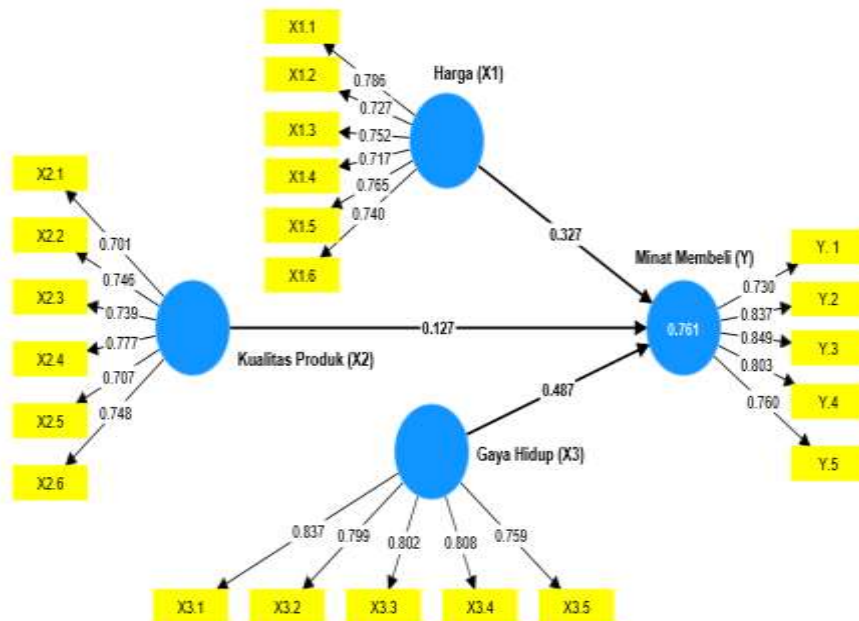 X1.1
X1.2
X1.3
X1.4
X1.5
X1.6
0.786
0.727
0.752
0.717
0.765
0.740
Harga (X1)
X2.1
X2.2
X2.3
X2.4
X2.5
X2.6
0.701
0.746
0.739
0.777
0.707
0.748
Kualitas Produk (X2)
0.327
0.127
0.487
Minat Membeli (Y)
0.761
0.730
0.837
0.849
0.803
0.760
Y. 1
Y.2
Y.3
Y.4
Y.5
Gaya Hidup (X3)
0.837
0.799
0.802
0.808
0.759
X3.1
X3.2
X3.3
X3.4
X3.5